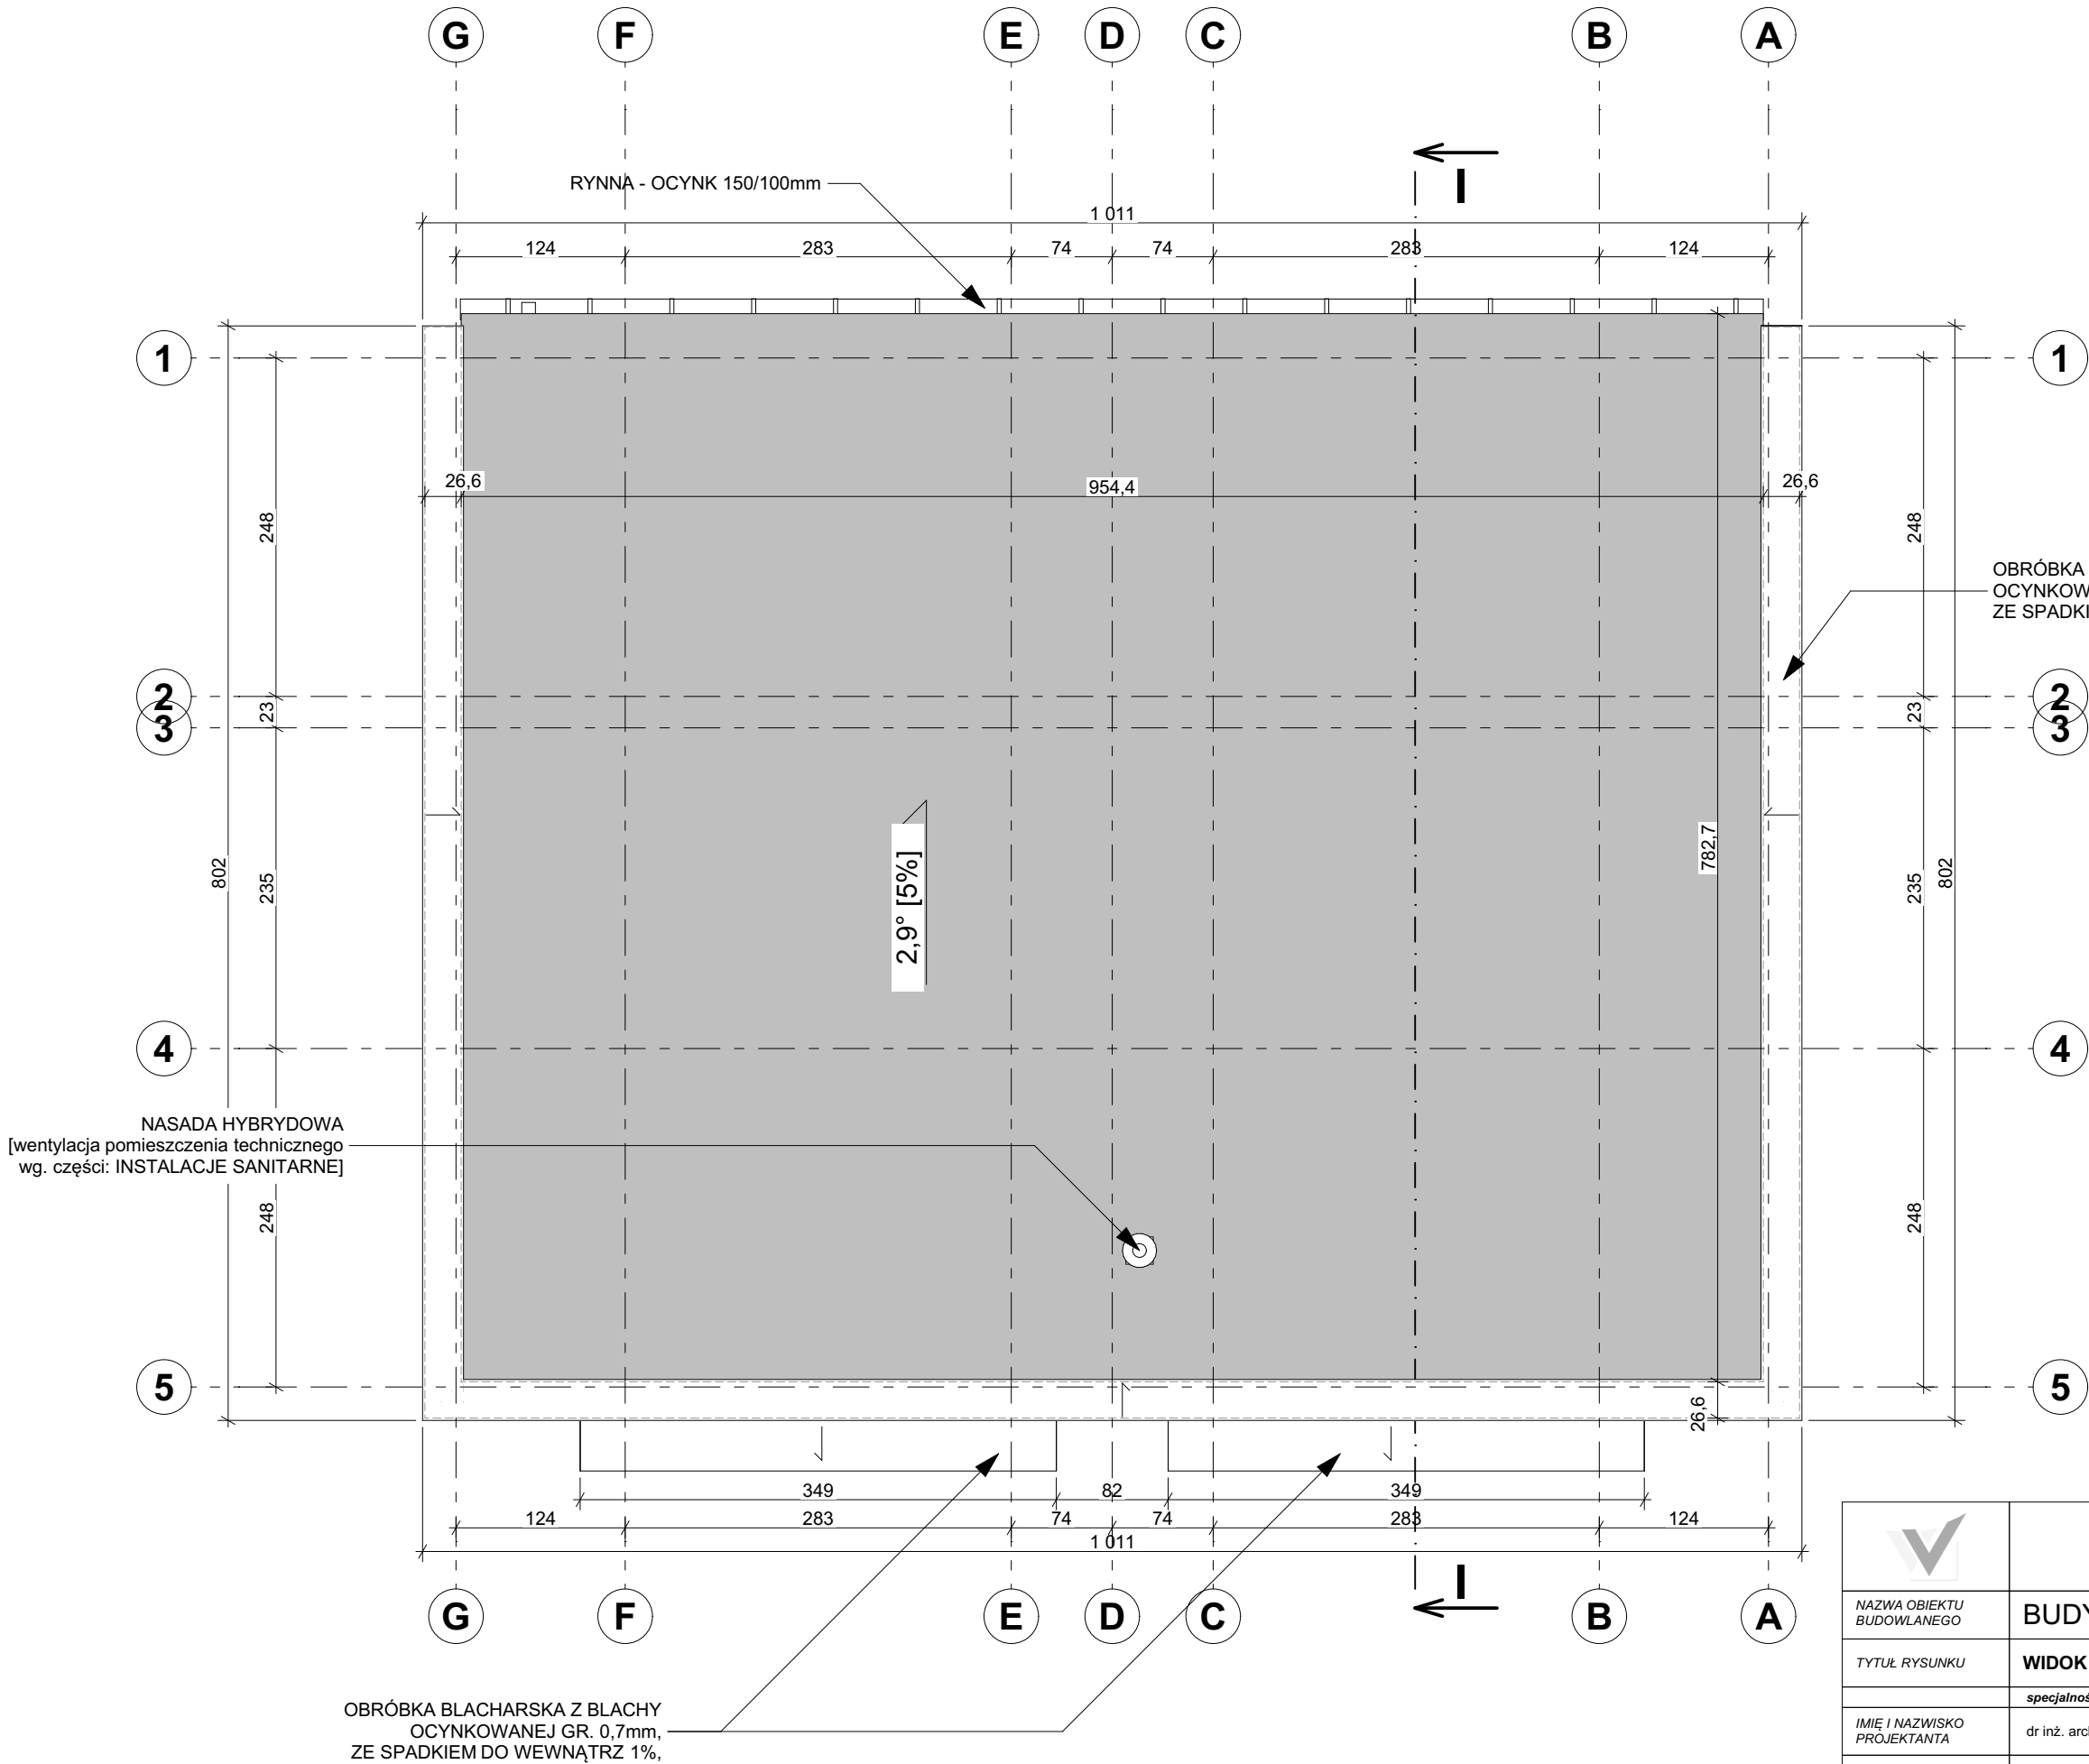 G F E D C B A
I
RYNNA - OCYNK 150/100mm
1 011
124 283 74 74 283 124
1 1
26,6 954,4 26,6
248 248
OBRÓBKA
OCYNKOW
ZE SPADKI
2 2
23 23
3 3
802 235 2,9° [5%] 782,7 235 802
4 4
NASADA HYBRYDOWA
[wentylacja pomieszczenia technicznego
wg. części: INSTALACJE SANITARNE]
248 248
5 5
26,6
349 82 349
124 283 74 74 283 124
1 011
I
G F E D C B A
OBRÓBKA BLACHARSKA Z BLACHY
OCYNKOWANEJ GR. 0,7mm,
ZE SPADKIEM DO WEWNĄTRZ 1%,
NAZWA OBIEKTU
BUDOWLANEGO
BUDY
TYTUŁ RYSUNKU
WIDOK
specjalnoś
IMIĘ I NAZWISKO
PROJEKTANTA
dr inż. arc